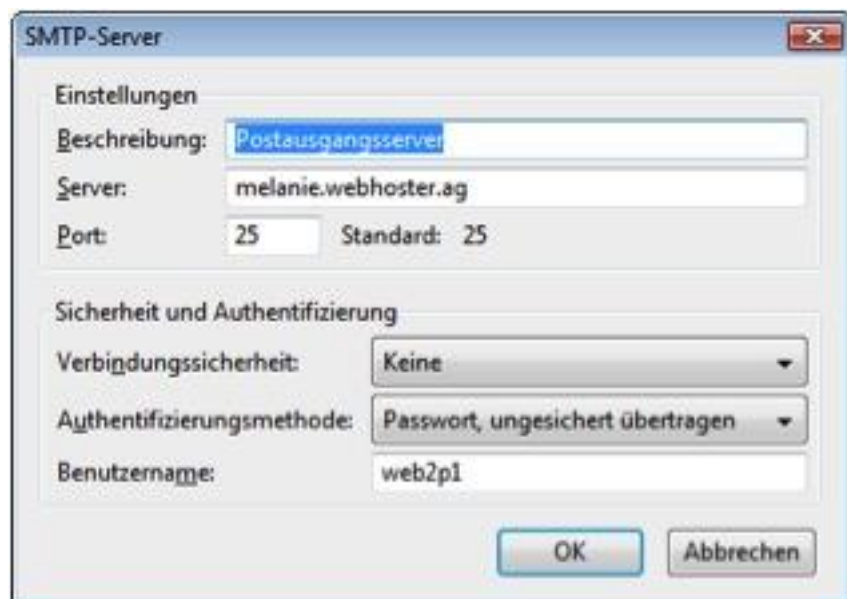 SMTP-Server
Einstellungen
Beschreibung: Postausgangsserver
Server: melanie.webhoster.ag
Port: 25 Standard: 25
Sicherheit und Authentifizierung
Verbindungssicherheit: Keine
Authentifizierungsmethode: Passwort, ungesichert übertragen
Benutzername: web2p1
OK Abbrechen